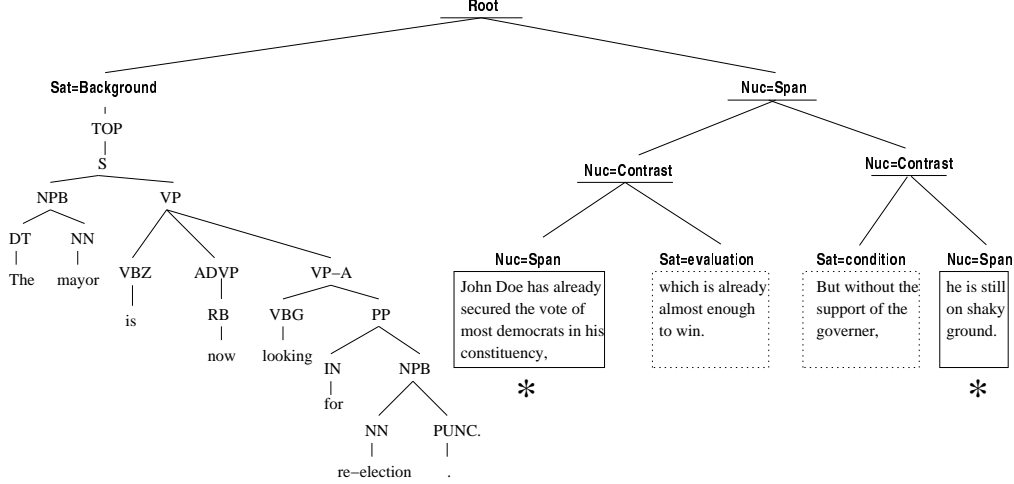 Root
Sat=Background
Nuc=Span
TOP
S
Nuc=Contrast
Nuc=Contrast
NPB
VP
DT
NN
The
mayor
VBZ
ADVP
VP-A
is
RB
VBG
PP
now
looking
IN
NPB
for
NN
PUNC.
re-election
.
Nuc=Span
John Doe has already
secured the vote of
most democrats in his
constituency,
*
Sat=evaluation
which is already
almost enough
to win.
Sat=condition
But without the
support of the
governer,
Nuc=Span
he is still
on shaky
ground.
*